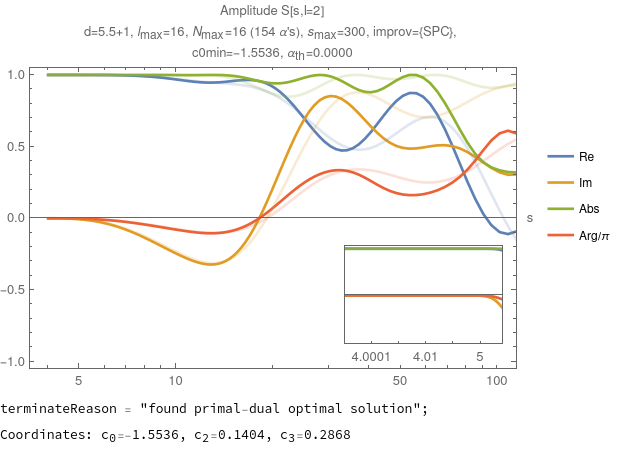 Amplitude S[s,l=2]
d=5.5+1, lmax=16, Nmax=16 (154 α's), smax=300, improv={SPC},
c0min=-1.5536, αth=0.0000
1.0
0.5
0.0
-0.5
-1.0
s
Re
Im
Abs
Arg/π
4.0001 4.01 5
5 10 50 100
terminateReason = "found primal-dual optimal solution";
Coordinates: c0=-1.5536, c2=0.1404, c3=0.2868